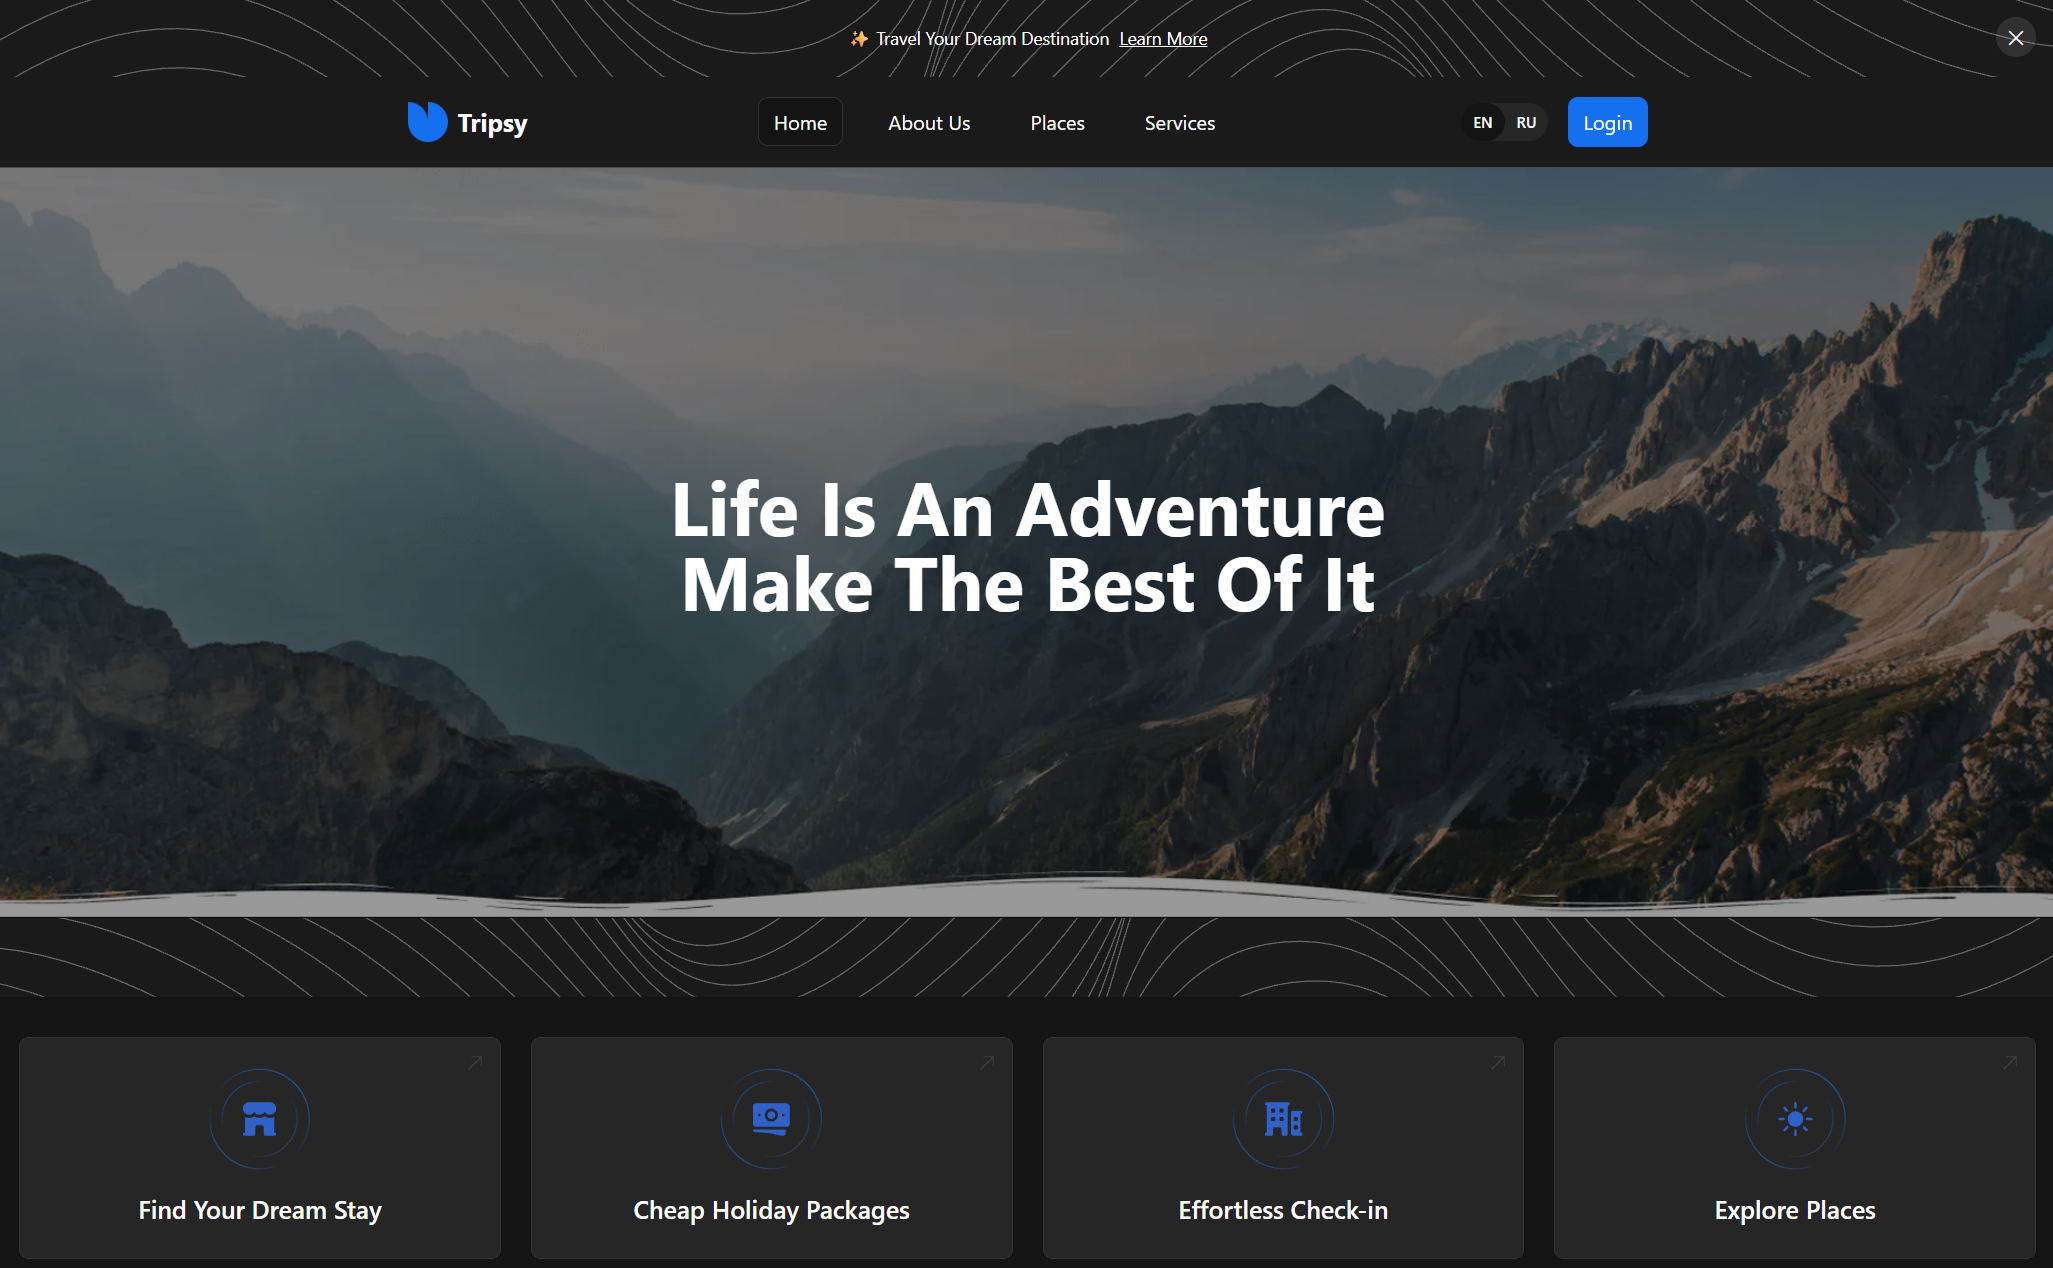 ✨ Travel Your Dream Destination Learn More
Tripsy
Home
About Us
Places
Services
EN
RU
Login
Life Is An Adventure
Make The Best Of It
Find Your Dream Stay
Cheap Holiday Packages
Effortless Check-in
Explore Places